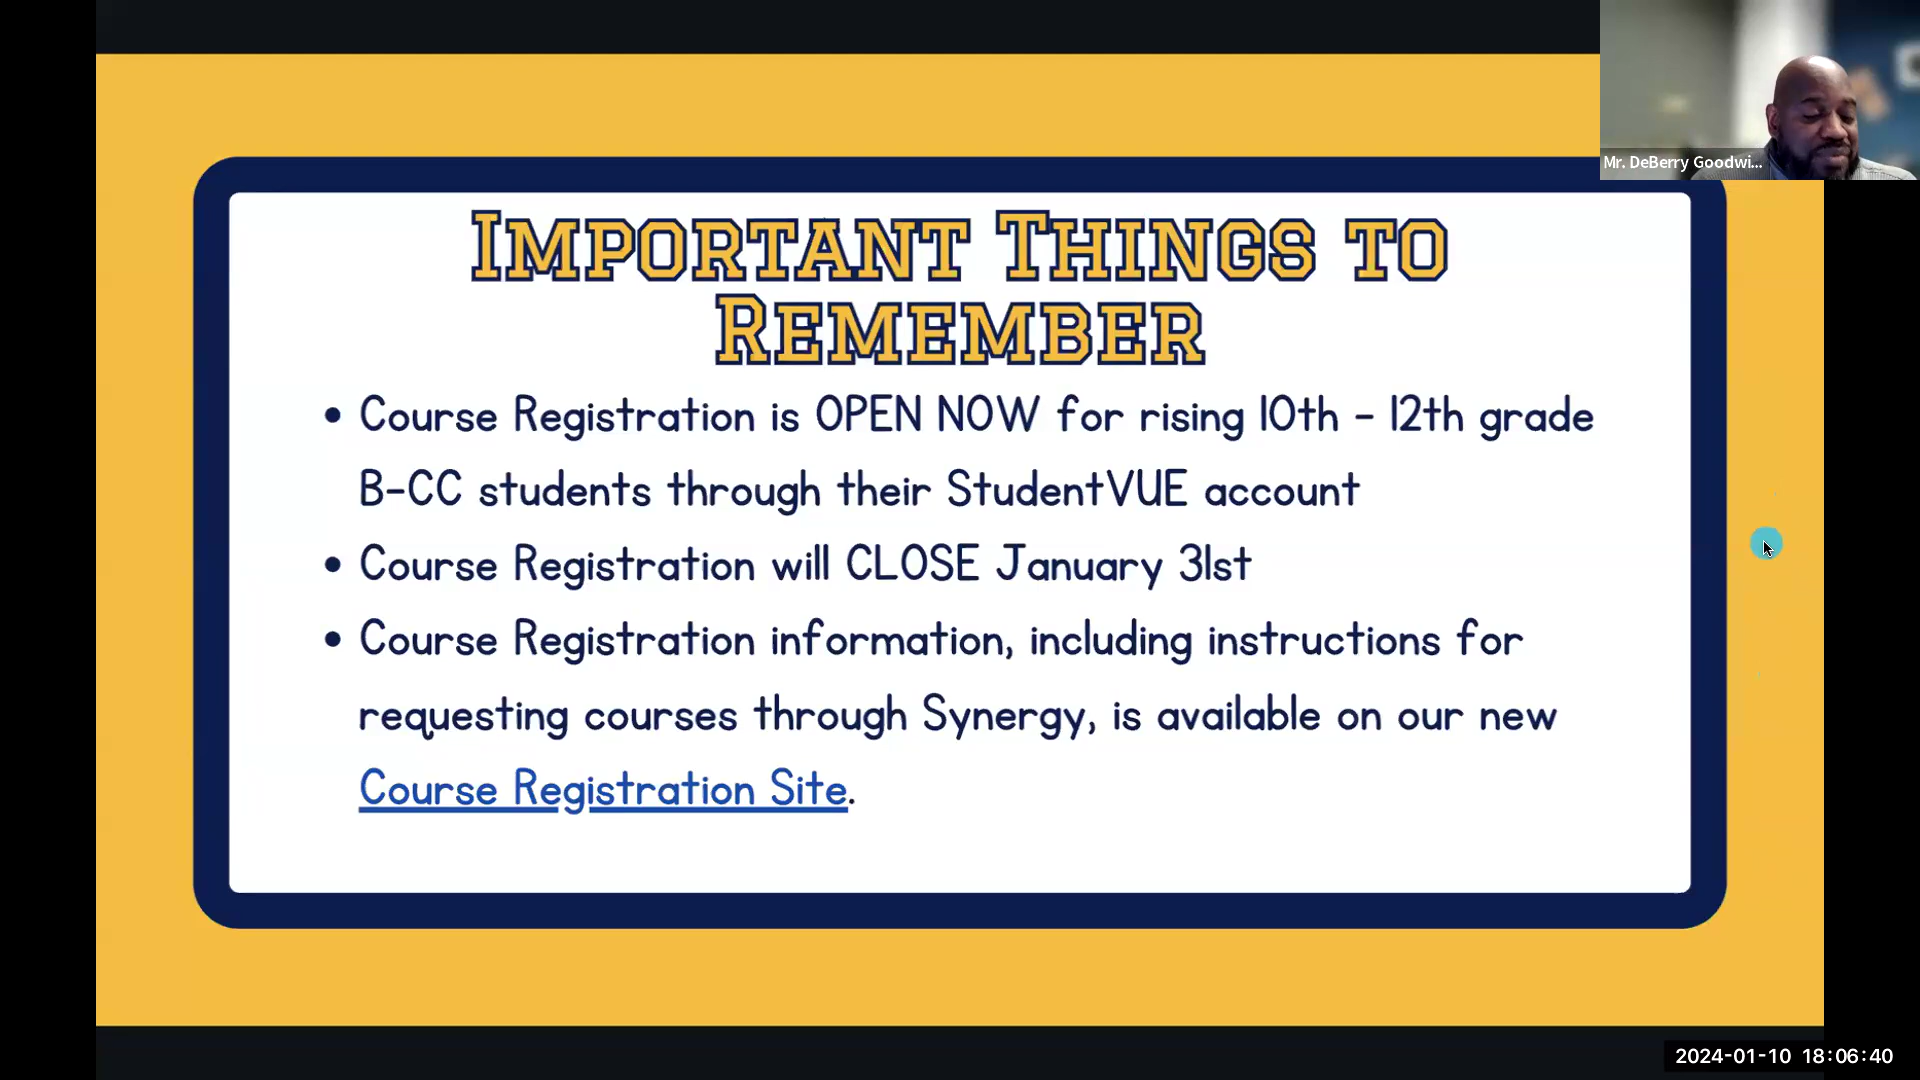 Mr. DeBerry Goodwi...
IMPORTANT THINGS TO
REMEMBER
• Course Registration is OPEN NOW for rising 10th - 12th grade
B-CC students through their StudentVUE account
• Course Registration will CLOSE January 31st
• Course Registration information, including instructions for
requesting courses through Synergy, is available on our new
Course Registration Site.
2024-01-10 18:06:40